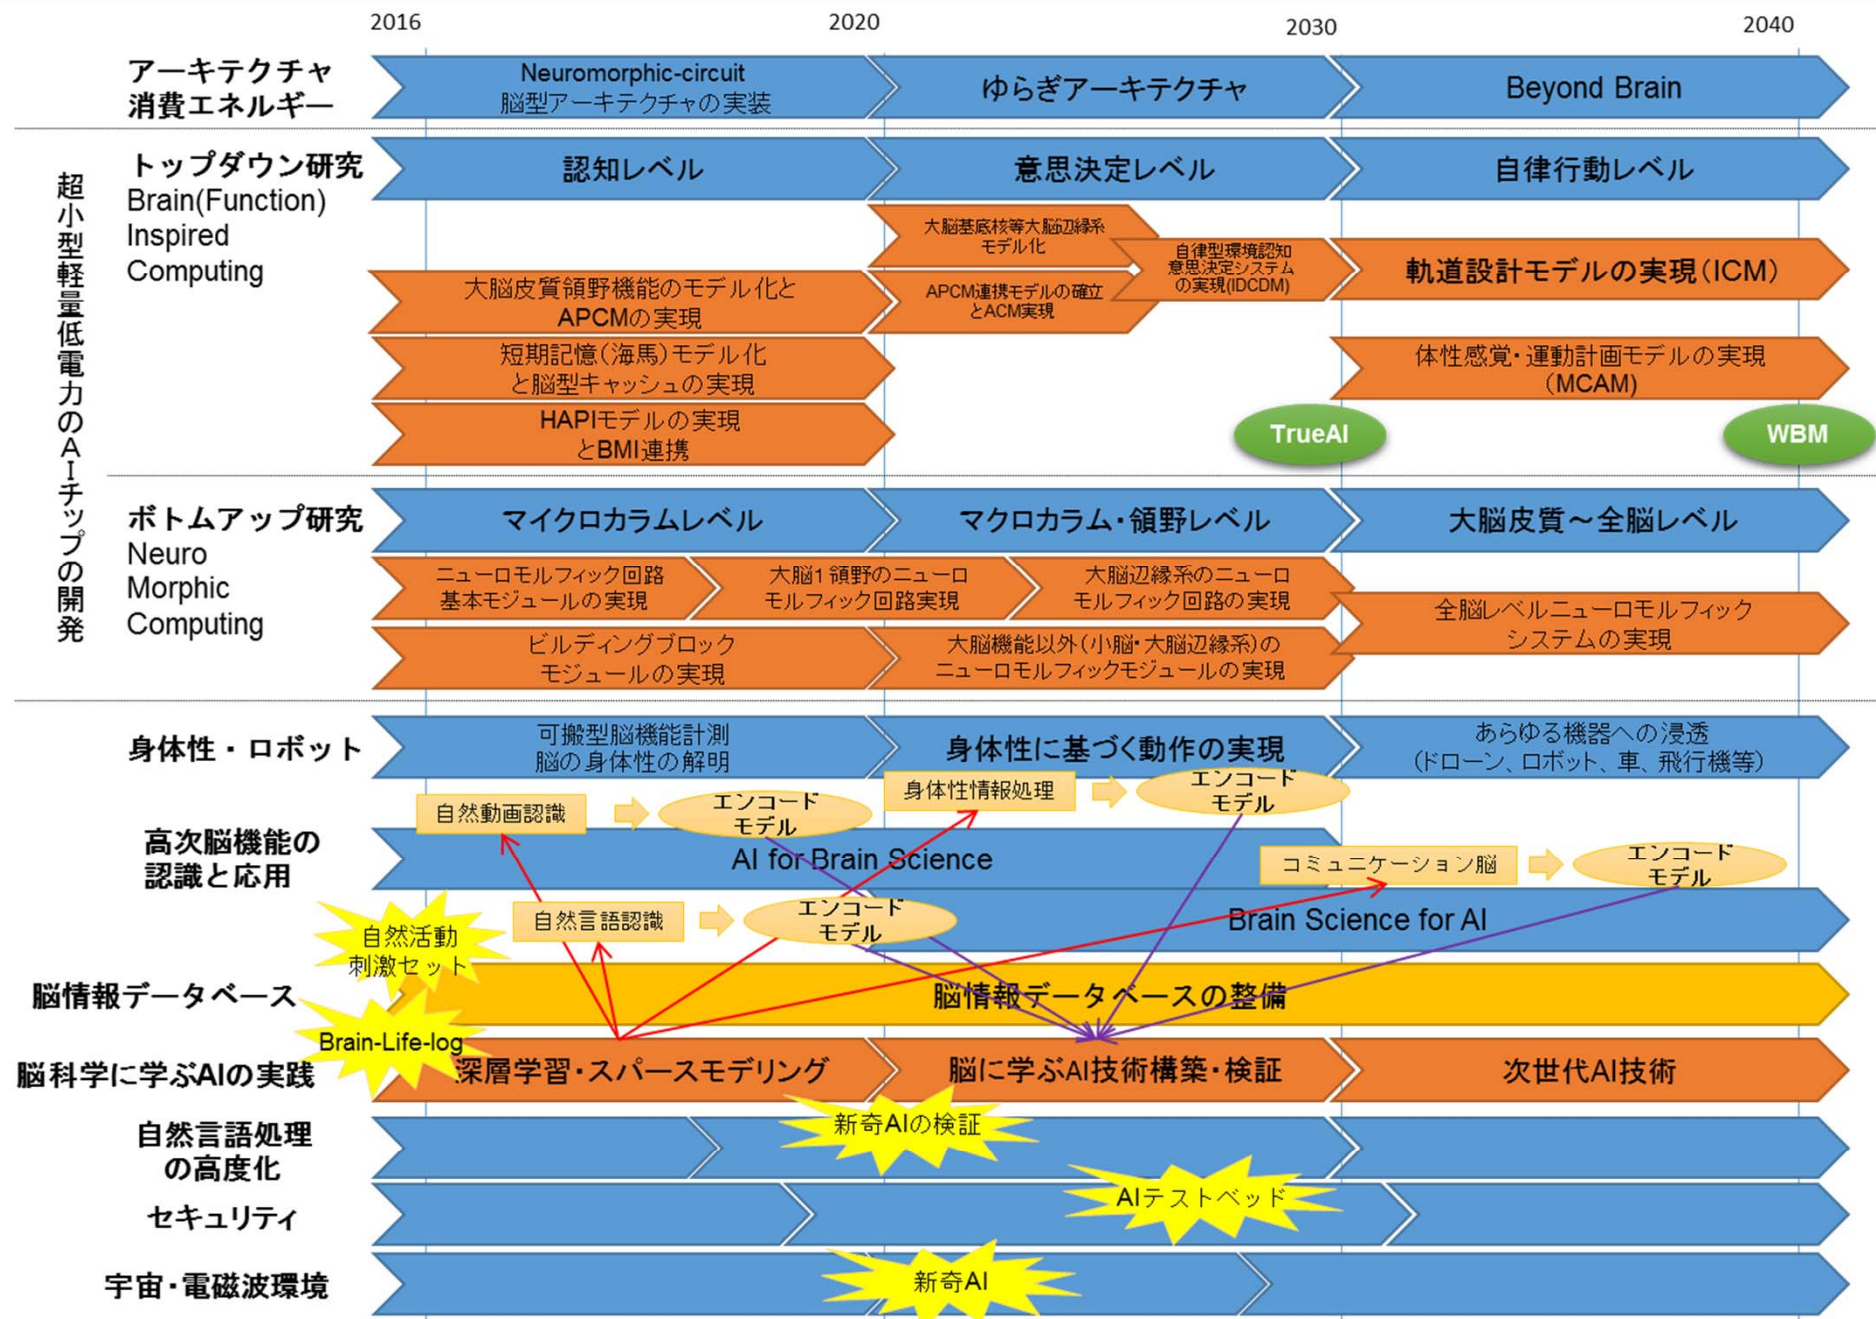 2016
2020
2030
2040
アーキテクチャ
消費エネルギー
Neuromorphic-circuit
脳型アーキテクチャの実装
ゆらぎアーキテクチャ
Beyond Brain
超小型軽量低電力のAIチップの開発
トップダウン研究
Brain(Function)
Inspired
Computing
認知レベル
意思決定レベル
自律行動レベル
大脳基底核等大脳辺縁系
モデル化
自律型環境認知
意思決定システム
の実現(IDCDM)
軌道設計モデルの実現(ICM)
大脳皮質領野機能のモデル化と
APCMの実現
APCM連携モデルの確立
とACM実現
短期記憶(海馬)モデル化
と脳型キャッシュの実現
体性感覚・運動計画モデルの実現
(MCAM)
HAPIモデルの実現
とBMI連携
TrueAI
WBM
ボトムアップ研究
Neuro
Morphic
Computing
マイクロカラムレベル
マクロカラム・領野レベル
大脳皮質～全脳レベル
ニューロモルフィック回路
基本モジュールの実現
大脳1領野のニューロ
モルフィック回路実現
大脳辺縁系のニューロ
モルフィック回路の実現
全脳レベルニューロモルフィック
システムの実現
ビルディングブロック
モジュールの実現
大脳機能以外(小脳・大脳辺縁系)の
ニューロモルフィックモジュールの実現
身体性・ロボット
可搬型脳機能計測
脳の身体性の解明
身体性に基づく動作の実現
あらゆる機器への浸透
(ドローン、ロボット、車、飛行機等)
自然動画認識
エンコード
モデル
身体性情報処理
エンコード
モデル
高次脳機能の
認識と応用
AI for Brain Science
コミュニケーション脳
エンコード
モデル
自然言語認識
エンコード
モデル
Brain Science for AI
自然活動
刺激セット
脳情報データベース
脳情報データベースの整備
Brain-Life-log
脳科学に学ぶAIの実践
深層学習・スパースモデリング
脳に学ぶAI技術構築・検証
次世代AI技術
自然言語処理
の高度化
新奇AIの検証
セキュリティ
AIテストベッド
宇宙・電磁波環境
新奇AI